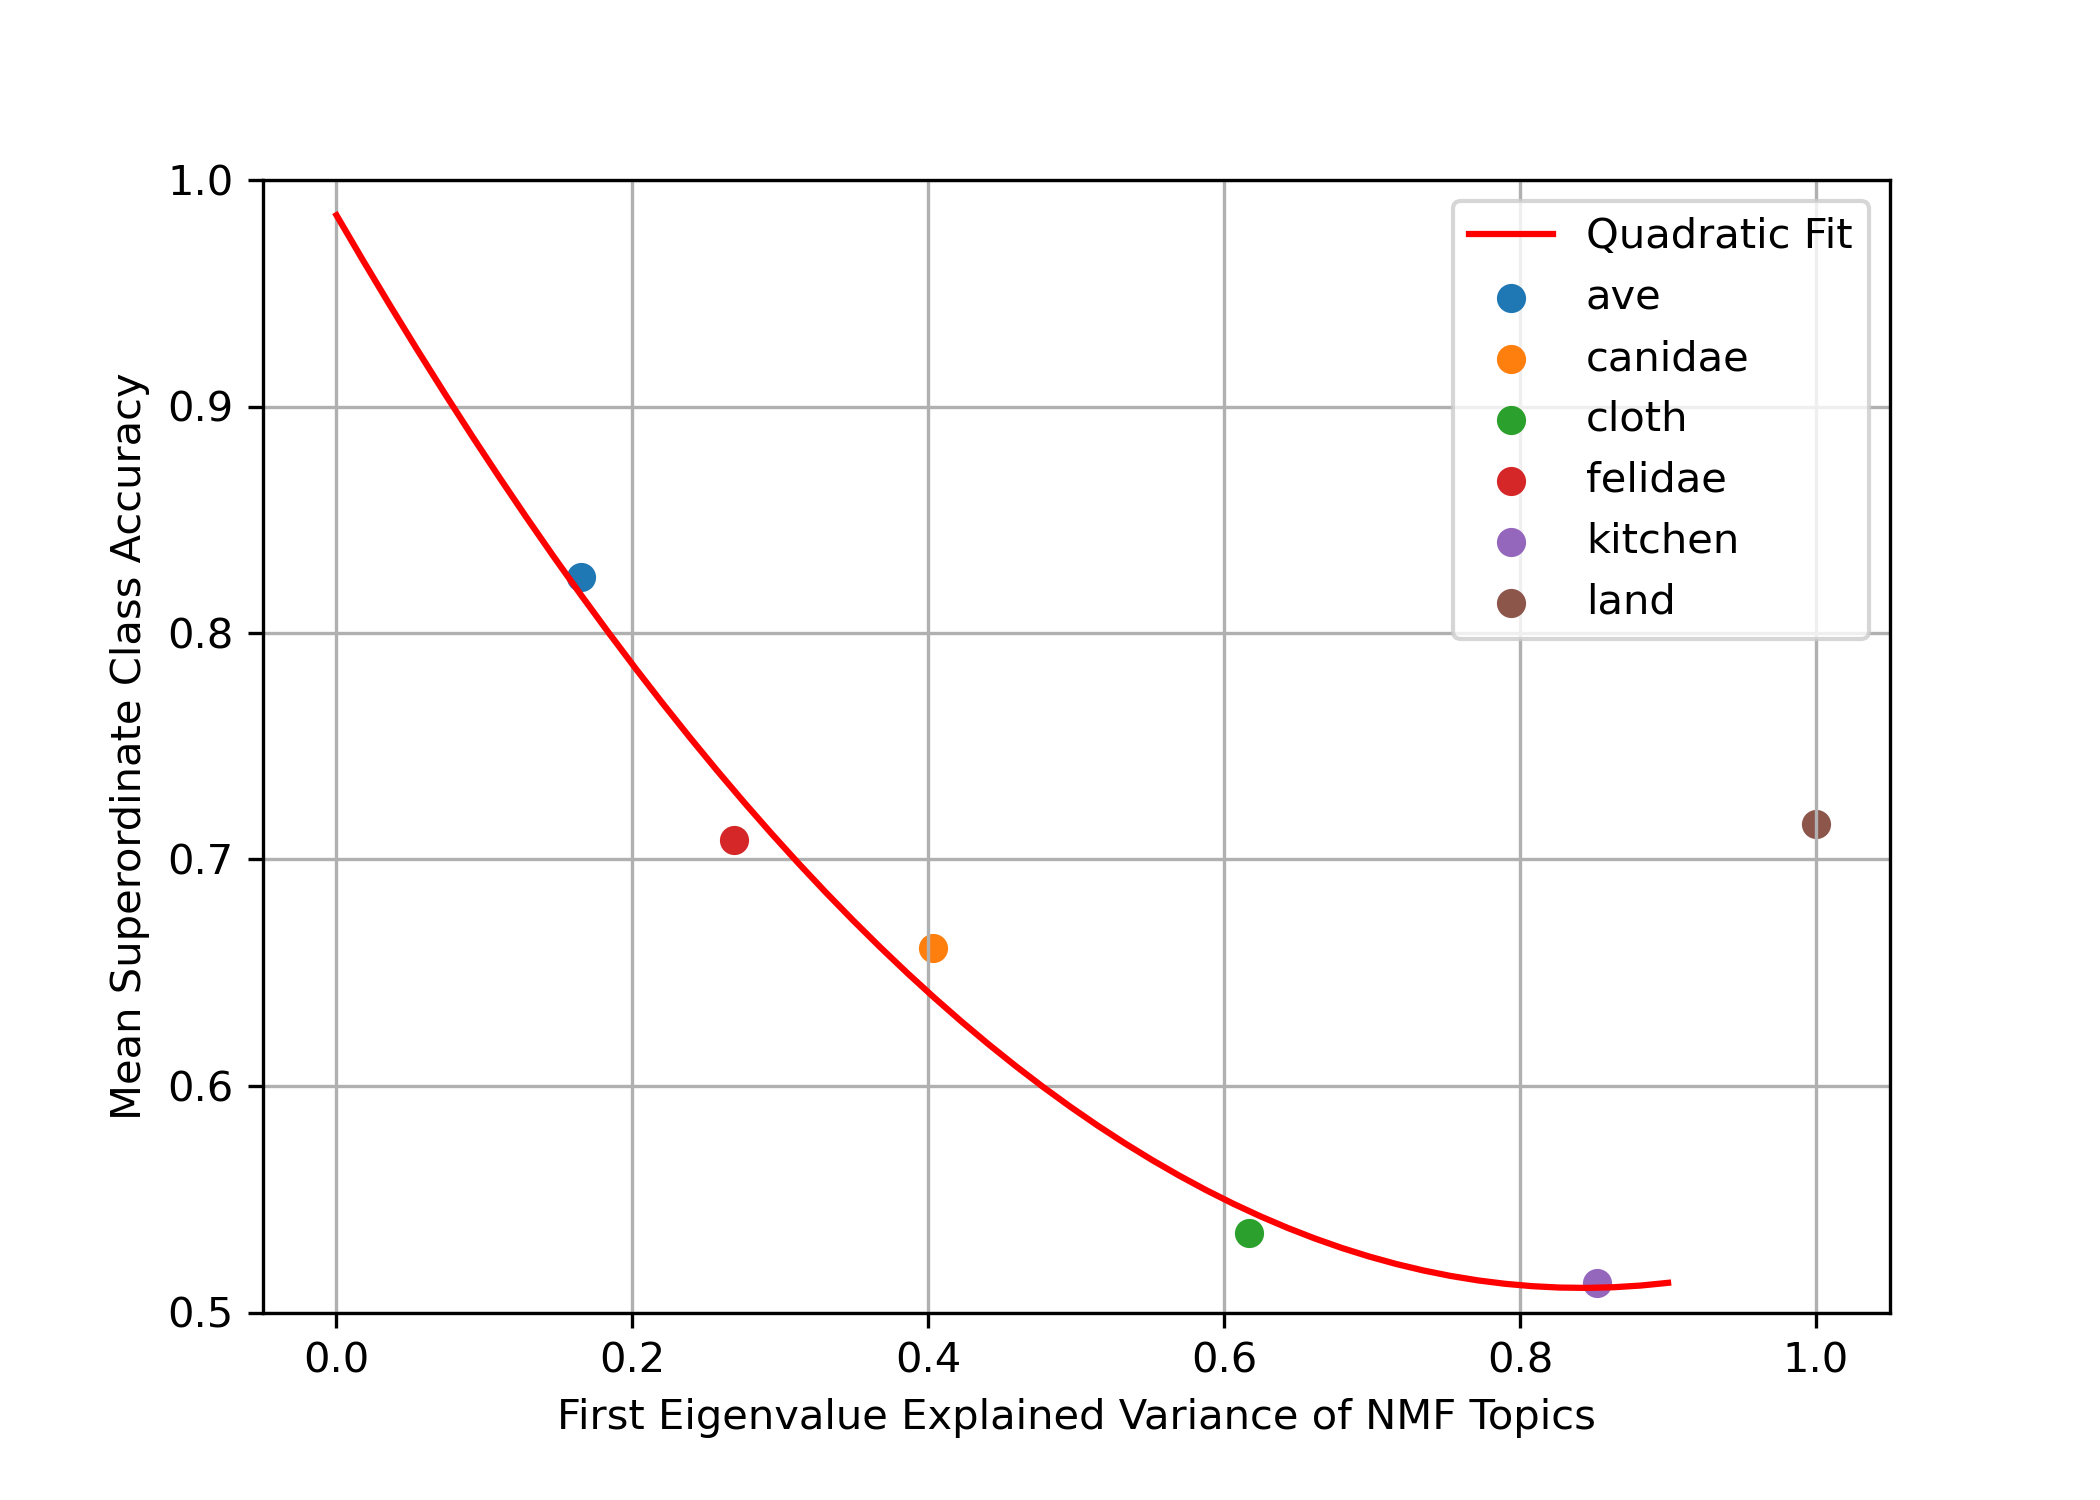 1.0
0.9
0.8
0.7
0.6
0.5
Mean Superordinate Class Accuracy
Quadratic Fit
ave
canidae
cloth
felidae
kitchen
land
0.0 0.2 0.4 0.6 0.8 1.0
First Eigenvalue Explained Variance of NMF Topics